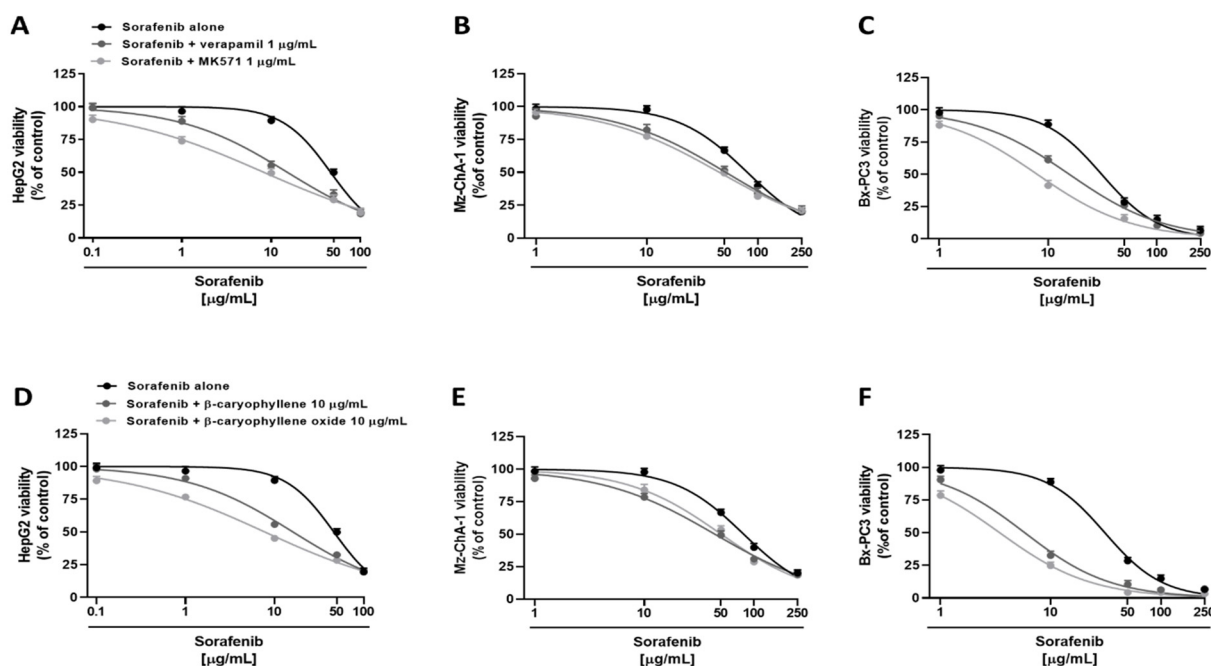 A
Sorafenib alone
Sorafenib + verapamil 1 µg/mL
Sorafenib + MK571 1 µg/mL
HepG2 viability
(% of control)
125
100
75
50
25
0
0.1
1
10
50
100
Sorafenib
[µg/mL]
B
Mz-ChA-1 viability
(%of control)
125
100
75
50
25
0
1
10
50
100
250
Sorafenib
[µg/mL]
C
Bx-PC3 viability
(% of control)
125
100
75
50
25
0
1
10
50
100
250
Sorafenib
[µg/mL]
D
Sorafenib alone
Sorafenib + β-caryophyllene 10 µg/mL
Sorafenib + β-caryophyllene oxide 10 µg/mL
HepG2 viability
(% of control)
125
100
75
50
25
0
0.1
1
10
50
100
Sorafenib
[µg/mL]
E
Mz-ChA-1 viability
(% of control)
125
100
75
50
25
0
1
10
50
100
250
Sorafenib
[µg/mL]
F
Bx-PC3 viability
(%of control)
125
100
75
50
25
0
1
10
50
100
250
Sorafenib
[µg/mL]